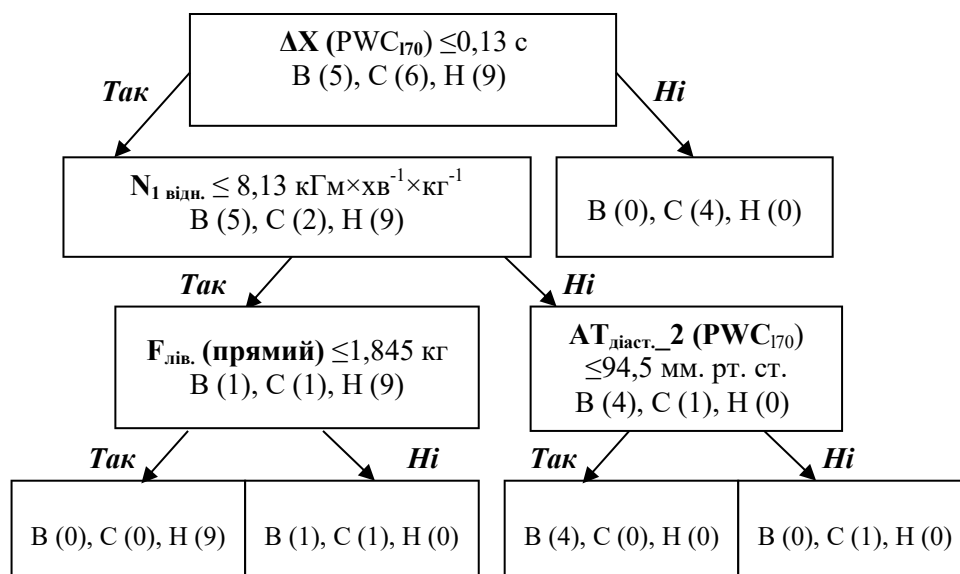 ΔX (PWC₁₇₀) ≤0,13 с
В (5), С (6), Н (9)
Так
Ні
N₁ відн. ≤ 8,13 кГм×хв⁻¹×кг⁻¹
В (5), С (2), Н (9)
В (0), С (4), Н (0)
Так
Ні
Fлів. (прямий) ≤1,845 кг
В (1), С (1), Н (9)
АТдіаст._2 (PWC₁₇₀)
≤94,5 мм. рт. ст.
В (4), С (1), Н (0)
Так
Ні
Так
Ні
В (0), С (0), Н (9)
В (1), С (1), Н (0)
В (4), С (0), Н (0)
В (0), С (1), Н (0)